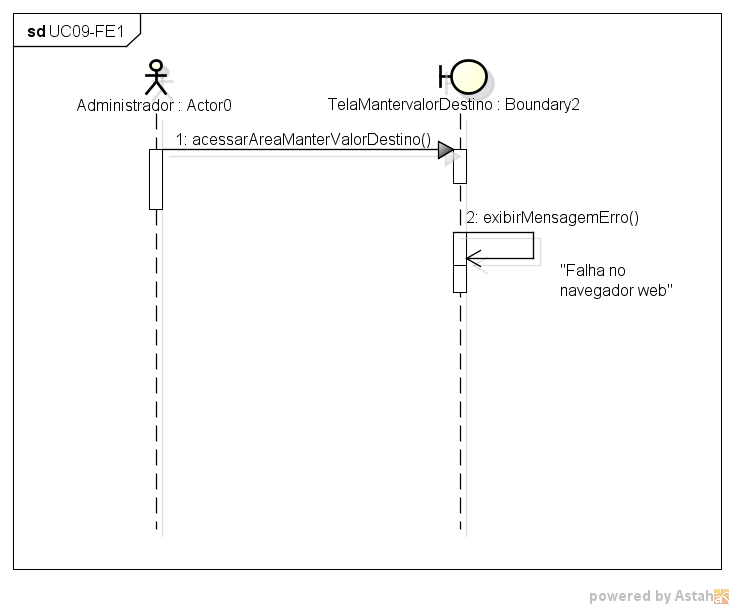 sd UC09-FE1
Administrador : Actor0
TelaMantervalorDestino : Boundary2
1: acessarAreaManterValorDestino()
2: exibirMensagemErro()
"Falha no
navegador web"
powered by Astah